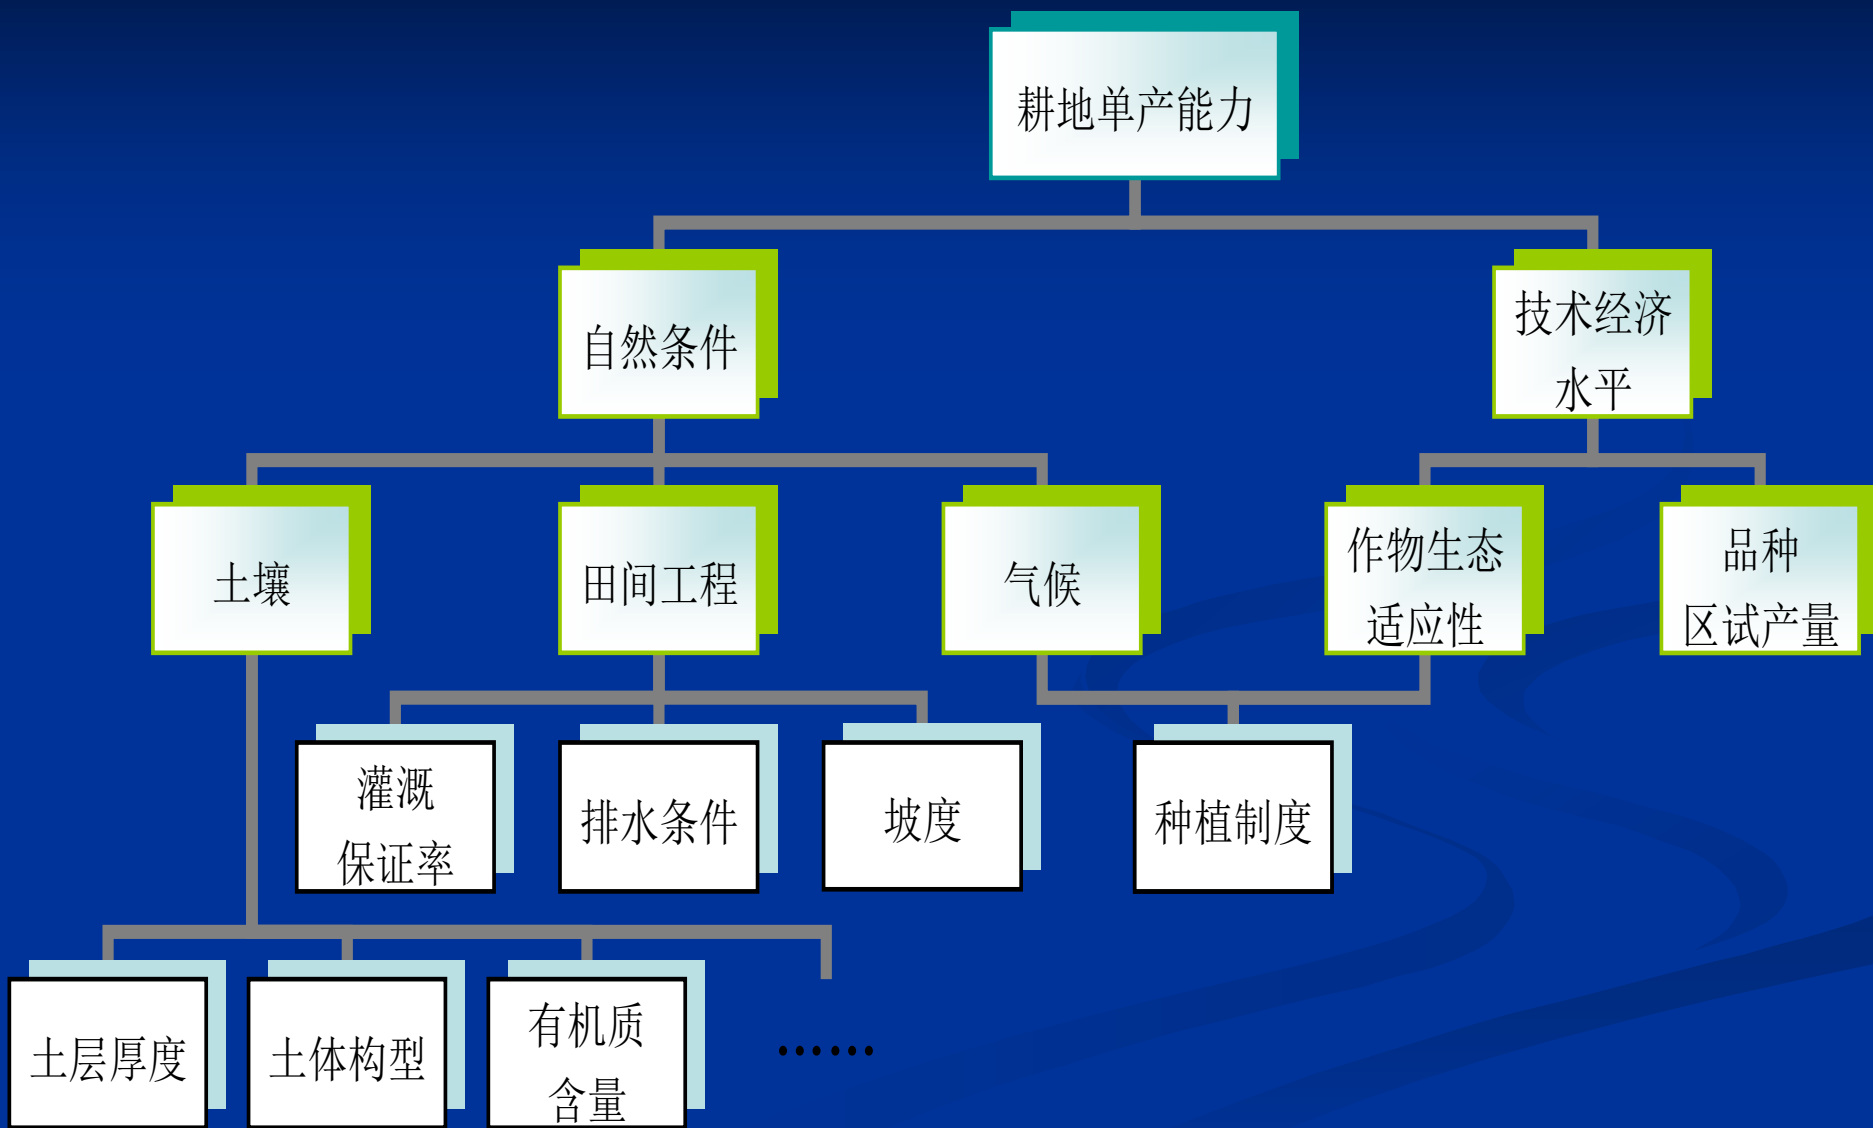 耕地单产能力
自然条件
技术经济
水平
土壤
田间工程
气候
作物生态
适应性
品种
区试产量
灌溉
保证率
排水条件
坡度
种植制度
土层厚度
土体构型
有机质
含量
……